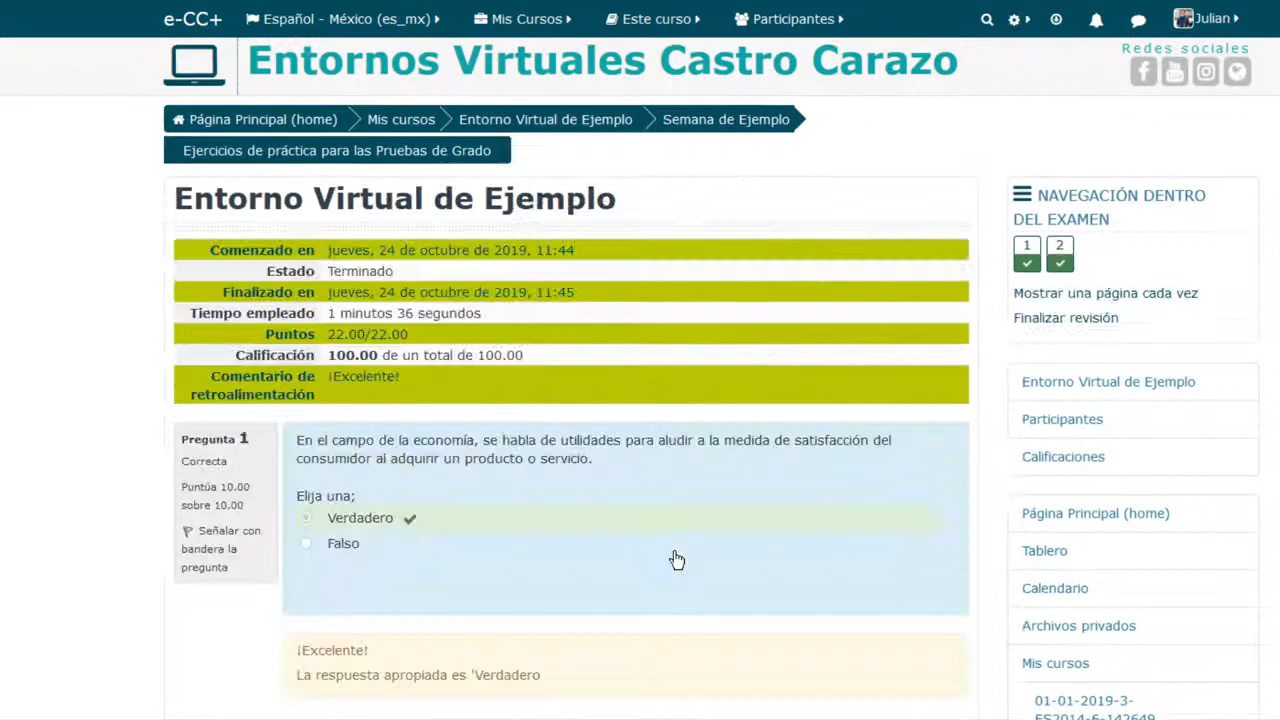 e-CC+
Español - México (es_mx)
Mis Cursos
Este curso
Participantes
Julian
Entornos Virtuales Castro Carazo
Redes sociales
Página Principal (home)
Mis cursos
Entorno Virtual de Ejemplo
Semana de Ejemplo
Ejercicios de práctica para las Pruebas de Grado
Entorno Virtual de Ejemplo
Comenzado en jueves, 24 de octubre de 2019, 11:44
Estado Terminado
Finalizado en jueves, 24 de octubre de 2019, 11:45
Tiempo empleado 1 minutos 36 segundos
Puntos 22.00/22.00
Calificación 100.00 de un total de 100.00
Comentario de ¡Excelente!
retroalimentación
Pregunta 1
Correcta
Puntúa 10.00
sobre 10.00
Señalar con
bandera la
pregunta
En el campo de la economía, se habla de utilidades para aludir a la medida de satisfacción del
consumidor al adquirir un producto o servicio.
Elija una;
Verdadero
Falso
¡Excelente!
La respuesta apropiada es 'Verdadero
NAVEGACIÓN DENTRO
DEL EXAMEN
1 2
Mostrar una página cada vez
Finalizar revisión
Entorno Virtual de Ejemplo
Participantes
Calificaciones
Página Principal (home)
Tablero
Calendario
Archivos privados
Mis cursos
01-01-2019-3-
ES2014-6-142649